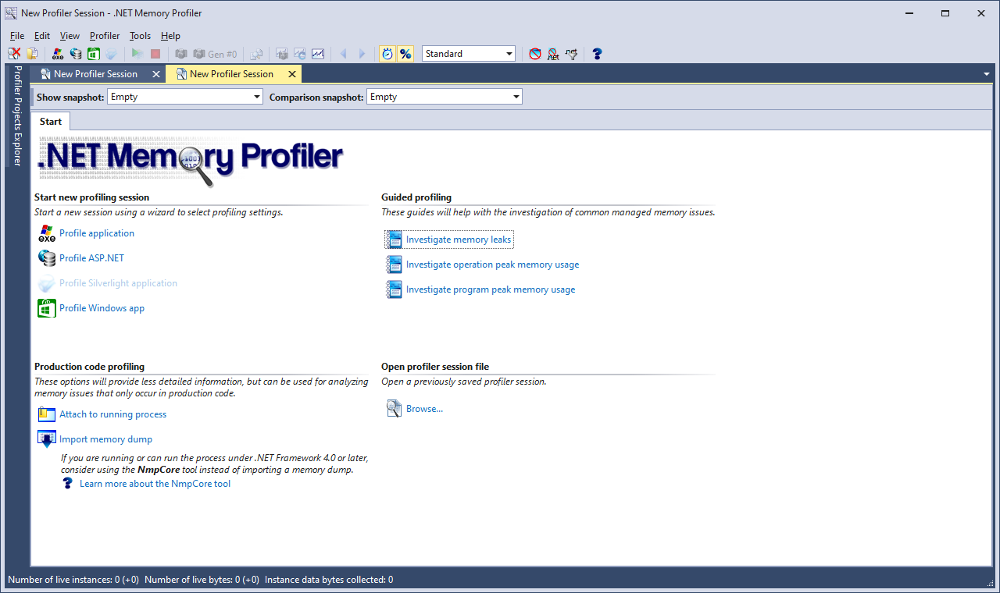 New Profiler Session - .NET Memory Profiler
File Edit View Profiler Tools Help
exe Gen #0 % Standard .net .net ?
Profiler Projects Explorer
New Profiler Session New Profiler Session
Show snapshot: Empty Comparison snapshot: Empty
Start
.NET Memory Profiler
Start new profiling session
Start a new session using a wizard to select profiling settings.
exe Profile application
Profile ASP.NET
Profile Silverlight application
Profile Windows app
Guided profiling
These guides will help with the investigation of common managed memory issues.
Investigate memory leaks
Investigate operation peak memory usage
Investigate program peak memory usage
Production code profiling
These options will provide less detailed information, but can be used for analyzing
memory issues that only occur in production code.
Attach to running process
Import memory dump
If you are running or can run the process under .NET Framework 4.0 or later,
consider using the NmpCore tool instead of importing a memory dump.
? Learn more about the NmpCore tool
Open profiler session file
Open a previously saved profiler session.
Browse...
Number of live instances: 0 (+0) Number of live bytes: 0 (+0) Instance data bytes collected: 0